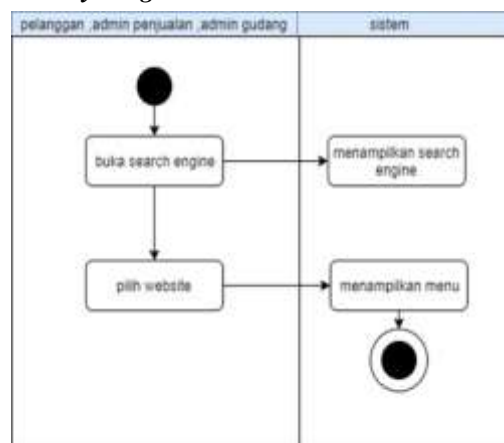 pelanggan ,admin penjualan ,admin gudang
sistem
buka search engine
menampilkan search
engine
pilih website
menampilkan menu